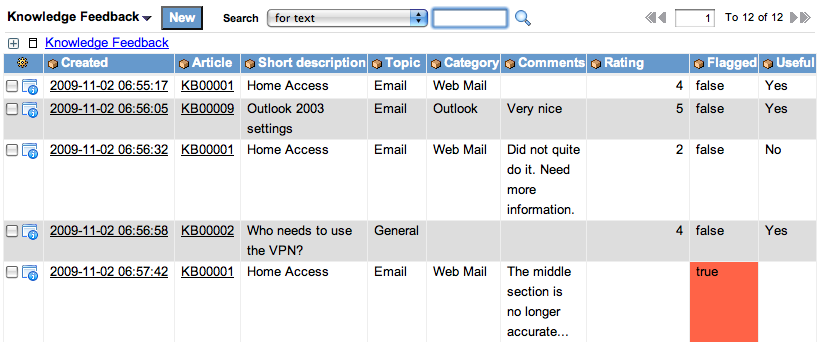 Knowledge Feedback New Search for text 1 To 12 of 12
Knowledge Feedback
Created Article Short description Topic Category Comments Rating Flagged Useful
2009-11-02 06:55:17 KB00001 Home Access Email Web Mail 4 false Yes
2009-11-02 06:56:05 KB00009 Outlook 2003 Email Outlook Very nice 5 false Yes
settings
2009-11-02 06:56:32 KB00001 Home Access Email Web Mail Did not quite 2 false No
do it. Need
more
information.
2009-11-02 06:56:58 KB00002 Who needs to use General 4 false Yes
the VPN?
2009-11-02 06:57:42 KB00001 Home Access Email Web Mail The middle true
section is
no longer
accurate...